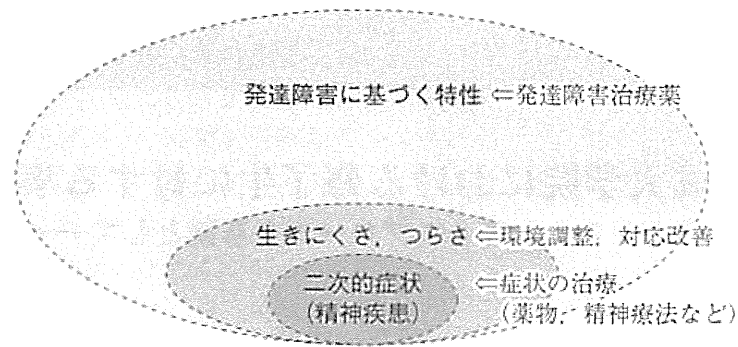 発達障害に基づく特性 ⇐発達障害治療薬
生きにくさ，つらさ ⇐環境調整，対応改善
二次的症状 ⇐症状の治療
(精神疾患) (薬物，精神療法など)